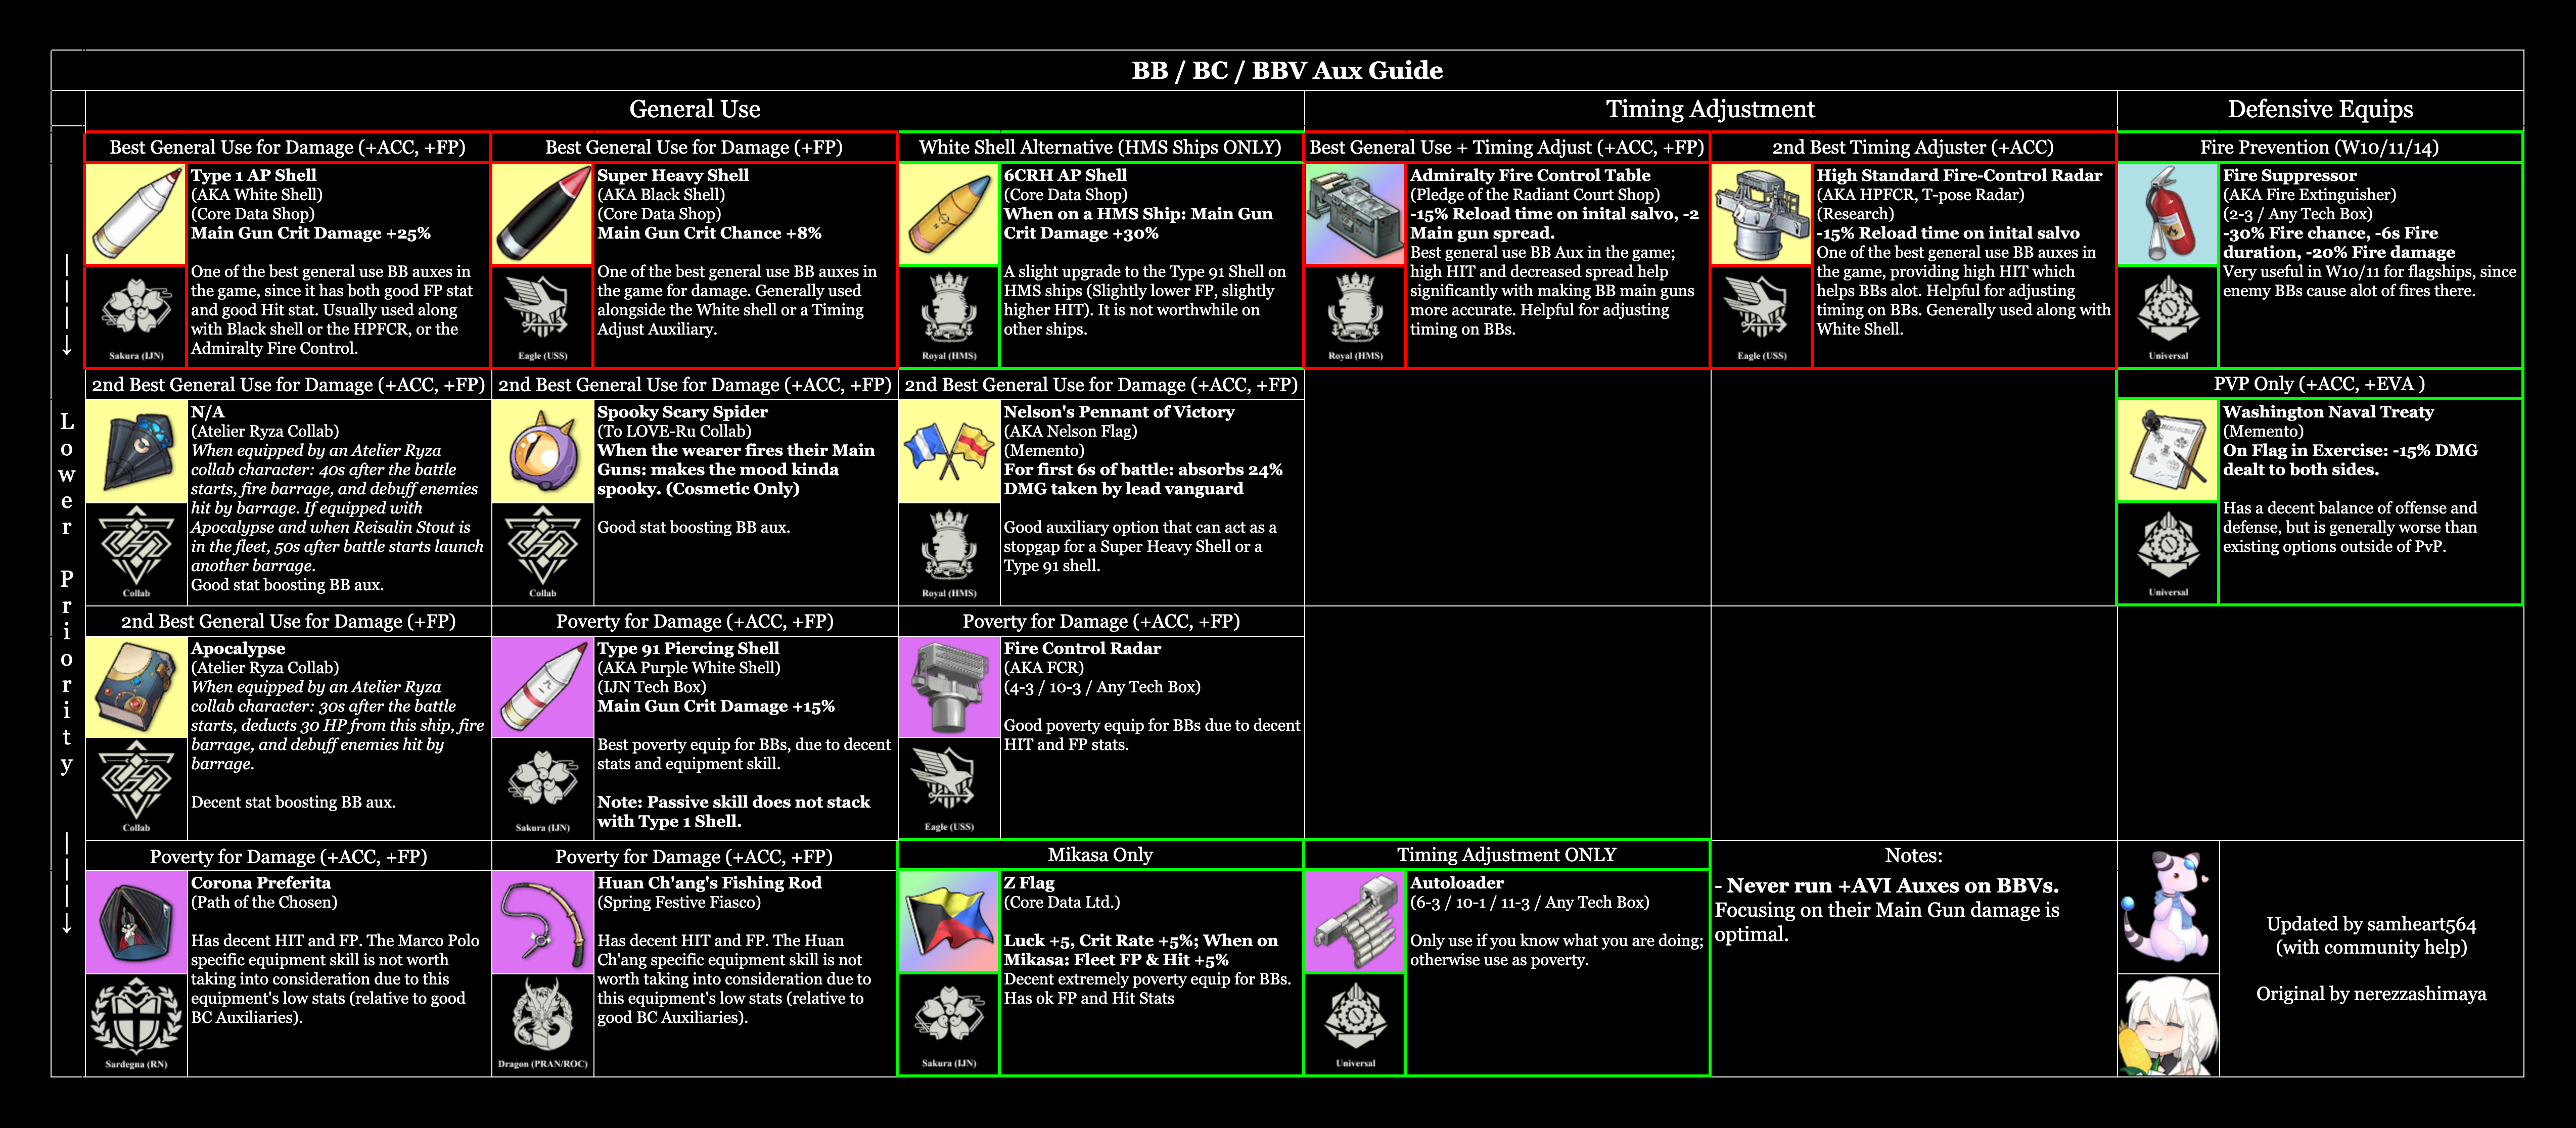 BB / BC / BBV Aux Guide
General Use
Timing Adjustment
Defensive Equips
Lower Priority
Best General Use for Damage (+ACC, +FP)
Type 1 AP Shell
(AKA White Shell)
(Core Data Shop)
Main Gun Crit Damage +25%
One of the best general use BB auxes in
the game, since it has both good FP stat
and good Hit stat. Usually used along
with Black shell or the HPFCR, or the
Admiralty Fire Control.
Sakura (IJN)
Best General Use for Damage (+FP)
Super Heavy Shell
(AKA Black Shell)
(Core Data Shop)
Main Gun Crit Chance +8%
One of the best general use BB auxes in
the game for damage. Generally used
alongside the White shell or a Timing
Adjust Auxiliary.
Eagle (USS)
White Shell Alternative (HMS Ships ONLY)
6CRH AP Shell
(Core Data Shop)
When on a HMS Ship: Main Gun
Crit Damage +30%
A slight upgrade to the Type 91 Shell on
HMS ships (Slightly lower FP, slightly
higher HIT). It is not worthwhile on
other ships.
Royal (HMS)
Best General Use + Timing Adjust (+ACC, +FP)
Admiralty Fire Control Table
(Pledge of the Radiant Court Shop)
-15% Reload time on inital salvo, -2
Main gun spread.
Best general use BB Aux in the game;
high HIT and decreased spread help
significantly with making BB main guns
more accurate. Helpful for adjusting
timing on BBs.
Royal (HMS)
2nd Best Timing Adjuster (+ACC)
High Standard Fire-Control Radar
(AKA HPFCR, T-pose Radar)
(Research)
-15% Reload time on inital salvo
One of the best general use BB auxes in
the game, providing high HIT which
helps BBs alot. Helpful for adjusting
timing on BBs. Generally used along with
White Shell.
Eagle (USS)
Fire Prevention (W10/11/14)
Fire Suppressor
(AKA Fire Extinguisher)
(2-3 / Any Tech Box)
-30% Fire chance, -6s Fire
duration, -20% Fire damage
Very useful in W10/11 for flagships, since
enemy BBs cause alot of fires there.
Universal
2nd Best General Use for Damage (+ACC, +FP)
N/A
(Atelier Ryza Collab)
When equipped by an Atelier Ryza
collab character: 40s after the battle
starts, fire barrage, and debuff enemies
hit by barrage. If equipped with
Apocalypse and when Reisalin Stout is
in the fleet, 50s after battle starts launch
another barrage.
Good stat boosting BB aux.
Collab
2nd Best General Use for Damage (+ACC, +FP)
Spooky Scary Spider
(To LOVE-Ru Collab)
When the wearer fires their Main
Guns: makes the mood kinda
spooky. (Cosmetic Only)
Good stat boosting BB aux.
Collab
2nd Best General Use for Damage (+ACC, +FP)
Nelson's Pennant of Victory
(AKA Nelson Flag)
(Memento)
For first 6s of battle: absorbs 24%
DMG taken by lead vanguard
Good auxiliary option that can act as a
stopgap for a Super Heavy Shell or a
Type 91 shell.
Royal (HMS)
PVP Only (+ACC, +EVA )
Washington Naval Treaty
(Memento)
On Flag in Exercise: -15% DMG
dealt to both sides.
Has a decent balance of offense and
defense, but is generally worse than
existing options outside of PvP.
Universal
2nd Best General Use for Damage (+FP)
Apocalypse
(Atelier Ryza Collab)
When equipped by an Atelier Ryza
collab character: 30s after the battle
starts, deducts 30 HP from this ship, fire
barrage, and debuff enemies hit by
barrage.
Decent stat boosting BB aux.
Collab
Poverty for Damage (+ACC, +FP)
Type 91 Piercing Shell
(AKA Purple White Shell)
(IJN Tech Box)
Main Gun Crit Damage +15%
Best poverty equip for BBs, due to decent
stats and equipment skill.
Note: Passive skill does not stack
with Type 1 Shell.
Sakura (IJN)
Poverty for Damage (+ACC, +FP)
Fire Control Radar
(AKA FCR)
(4-3 / 10-3 / Any Tech Box)
Good poverty equip for BBs due to decent
HIT and FP stats.
Eagle (USS)
Poverty for Damage (+ACC, +FP)
Corona Preferita
(Path of the Chosen)
Has decent HIT and FP. The Marco Polo
specific equipment skill is not worth
taking into consideration due to this
equipment's low stats (relative to good
BC Auxiliaries).
Sardegna (RN)
Poverty for Damage (+ACC, +FP)
Huan Ch'ang's Fishing Rod
(Spring Festive Fiasco)
Has decent HIT and FP. The Huan
Ch'ang specific equipment skill is not
worth taking into consideration due to
this equipment's low stats (relative to
good BC Auxiliaries).
Dragon (PRAN/ROC)
Mikasa Only
Z Flag
(Core Data Ltd.)
Luck +5, Crit Rate +5%; When on
Mikasa: Fleet FP & Hit +5%
Decent extremely poverty equip for BBs.
Has ok FP and Hit Stats
Sakura (IJN)
Timing Adjustment ONLY
Autoloader
(6-3 / 10-1 / 11-3 / Any Tech Box)
Only use if you know what you are doing;
otherwise use as poverty.
Universal
Notes:
- Never run +AVI Auxes on BBVs.
Focusing on their Main Gun damage is
optimal.
Updated by samheart564
(with community help)
Original by nerezzashimaya